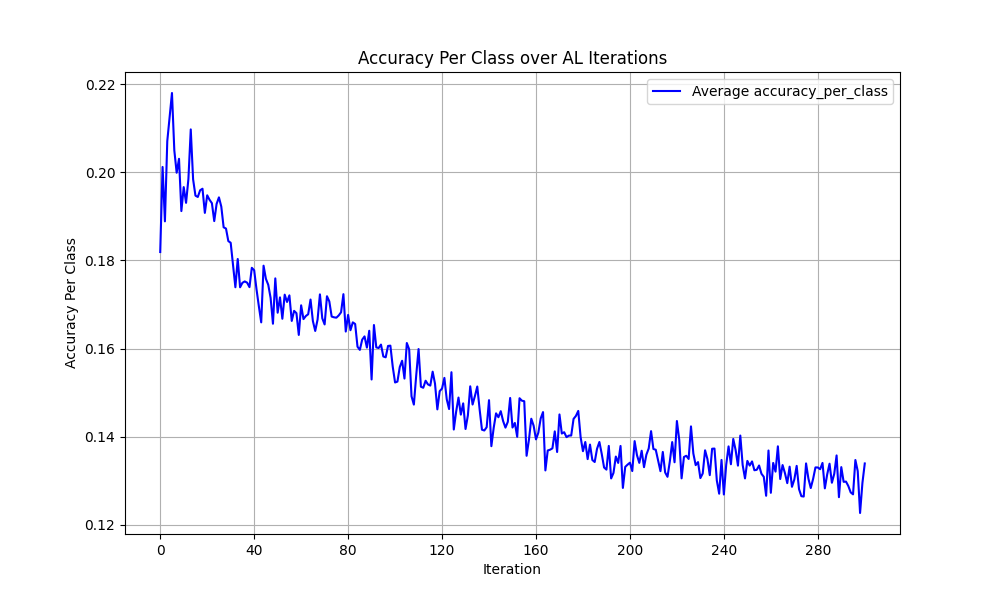 Accuracy Per Class over AL Iterations
Average accuracy_per_class
0.22
0.20
0.18
0.16
0.14
0.12
Accuracy Per Class
0 40 80 120 160 200 240 280
Iteration